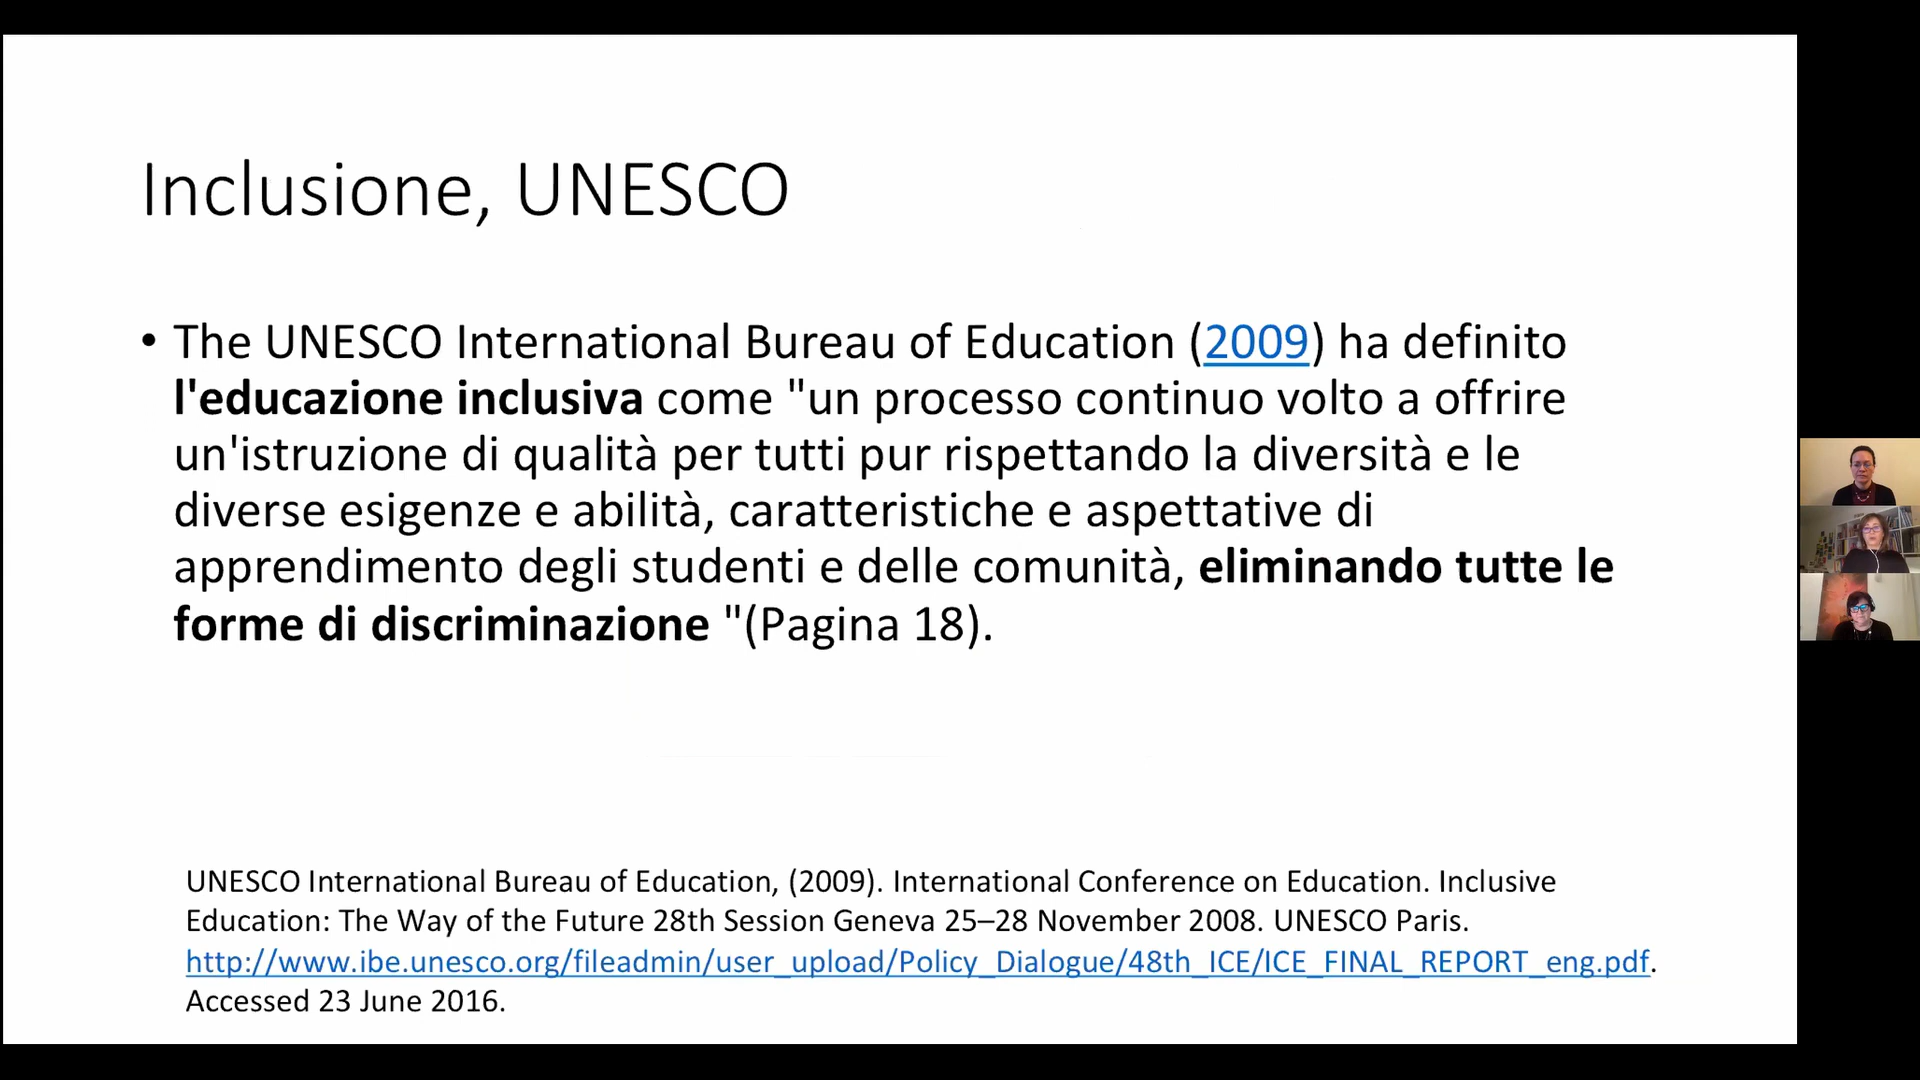 Inclusione, UNESCO
• The UNESCO International Bureau of Education (2009) ha definito
l'educazione inclusiva come "un processo continuo volto a offrire
un'istruzione di qualità per tutti pur rispettando la diversità e le
diverse esigenze e abilità, caratteristiche e aspettative di
apprendimento degli studenti e delle comunità, eliminando tutte le
forme di discriminazione "(Pagina 18).
UNESCO International Bureau of Education, (2009). International Conference on Education. Inclusive
Education: The Way of the Future 28th Session Geneva 25–28 November 2008. UNESCO Paris.
http://www.ibe.unesco.org/fileadmin/user_upload/Policy_Dialogue/48th_ICE/ICE_FINAL_REPORT_eng.pdf.
Accessed 23 June 2016.